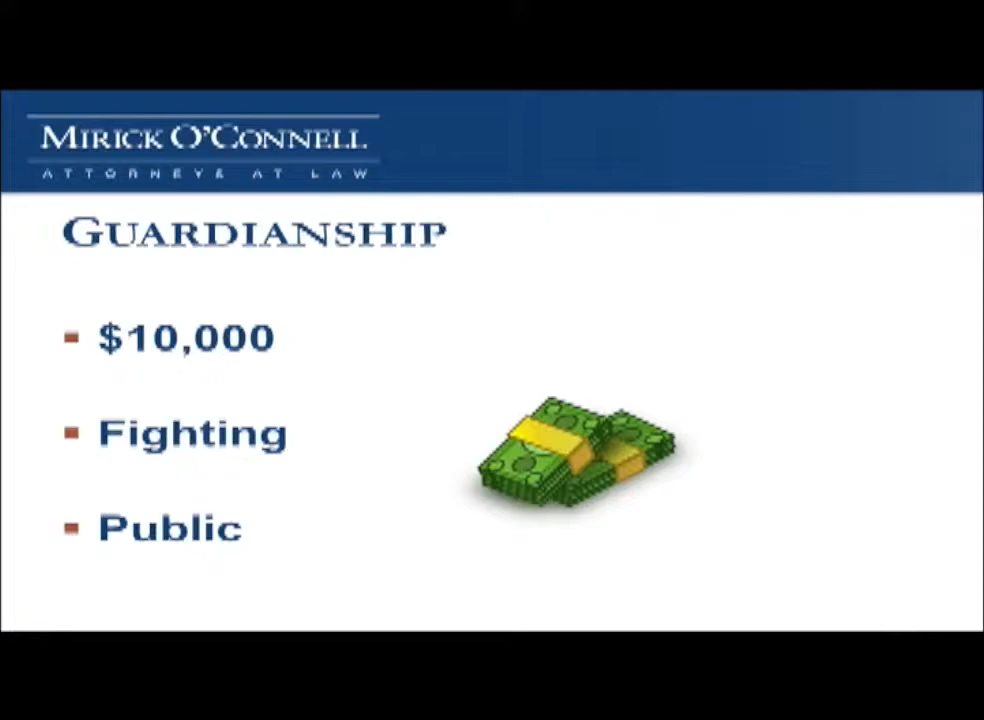 MIRICK O'CONNELL
ATTORNEYS AT LAW
GUARDIANSHIP
$10,000
Fighting
Public